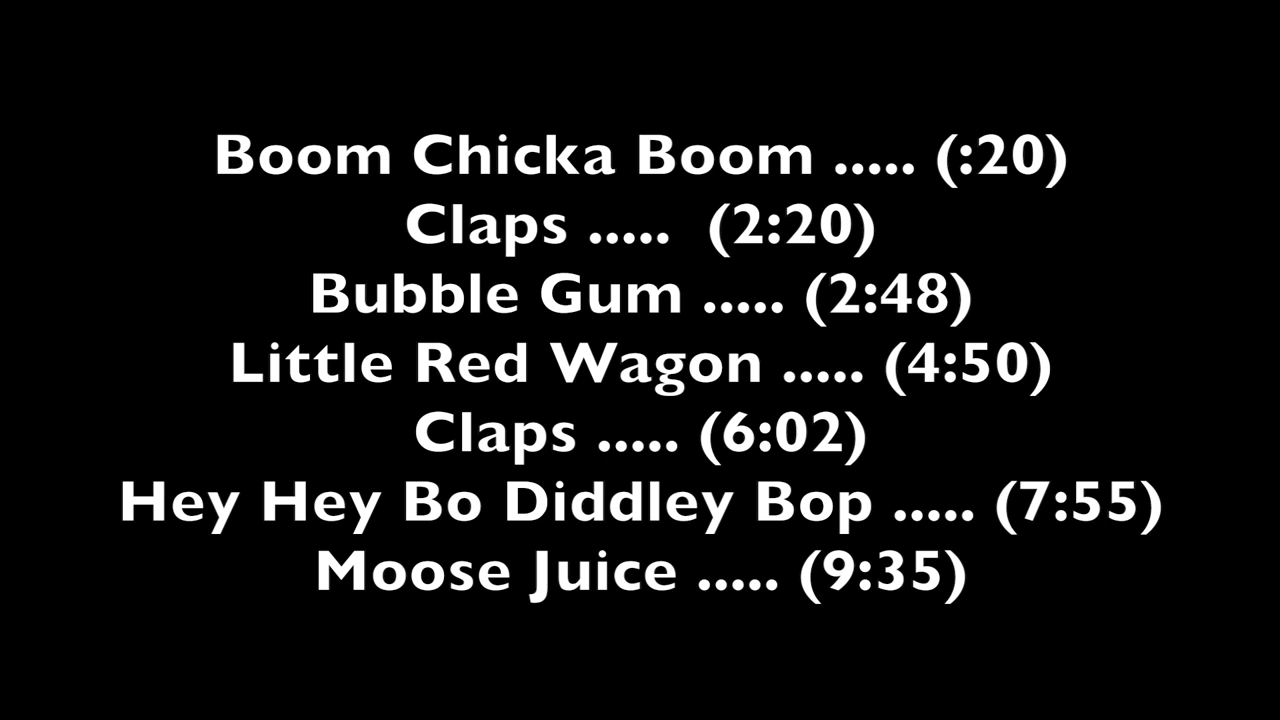 Boom Chicka Boom ..... (:20)
Claps .....  (2:20)
Bubble Gum ..... (2:48)
Little Red Wagon ..... (4:50)
Claps ..... (6:02)
Hey Hey Bo Diddley Bop ..... (7:55)
Moose Juice ..... (9:35)